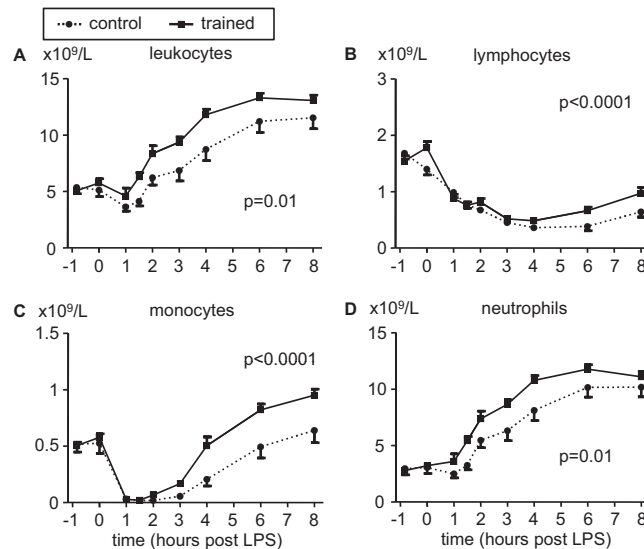 control trained
A x10⁹/L leukocytes
15
10
5
0
p=0.01
-1 0 1 2 3 4 5 6 7 8
B x10⁹/L lymphocytes
3
2
1
0
p<0.0001
-1 0 1 2 3 4 5 6 7 8
C x10⁹/L monocytes
1.5
1
0.5
0
p<0.0001
-1 0 1 2 3 4 5 6 7 8
time (hours post LPS)
D x10⁹/L neutrophils
15
10
5
0
p=0.01
-1 0 1 2 3 4 5 6 7 8
time (hours post LPS)